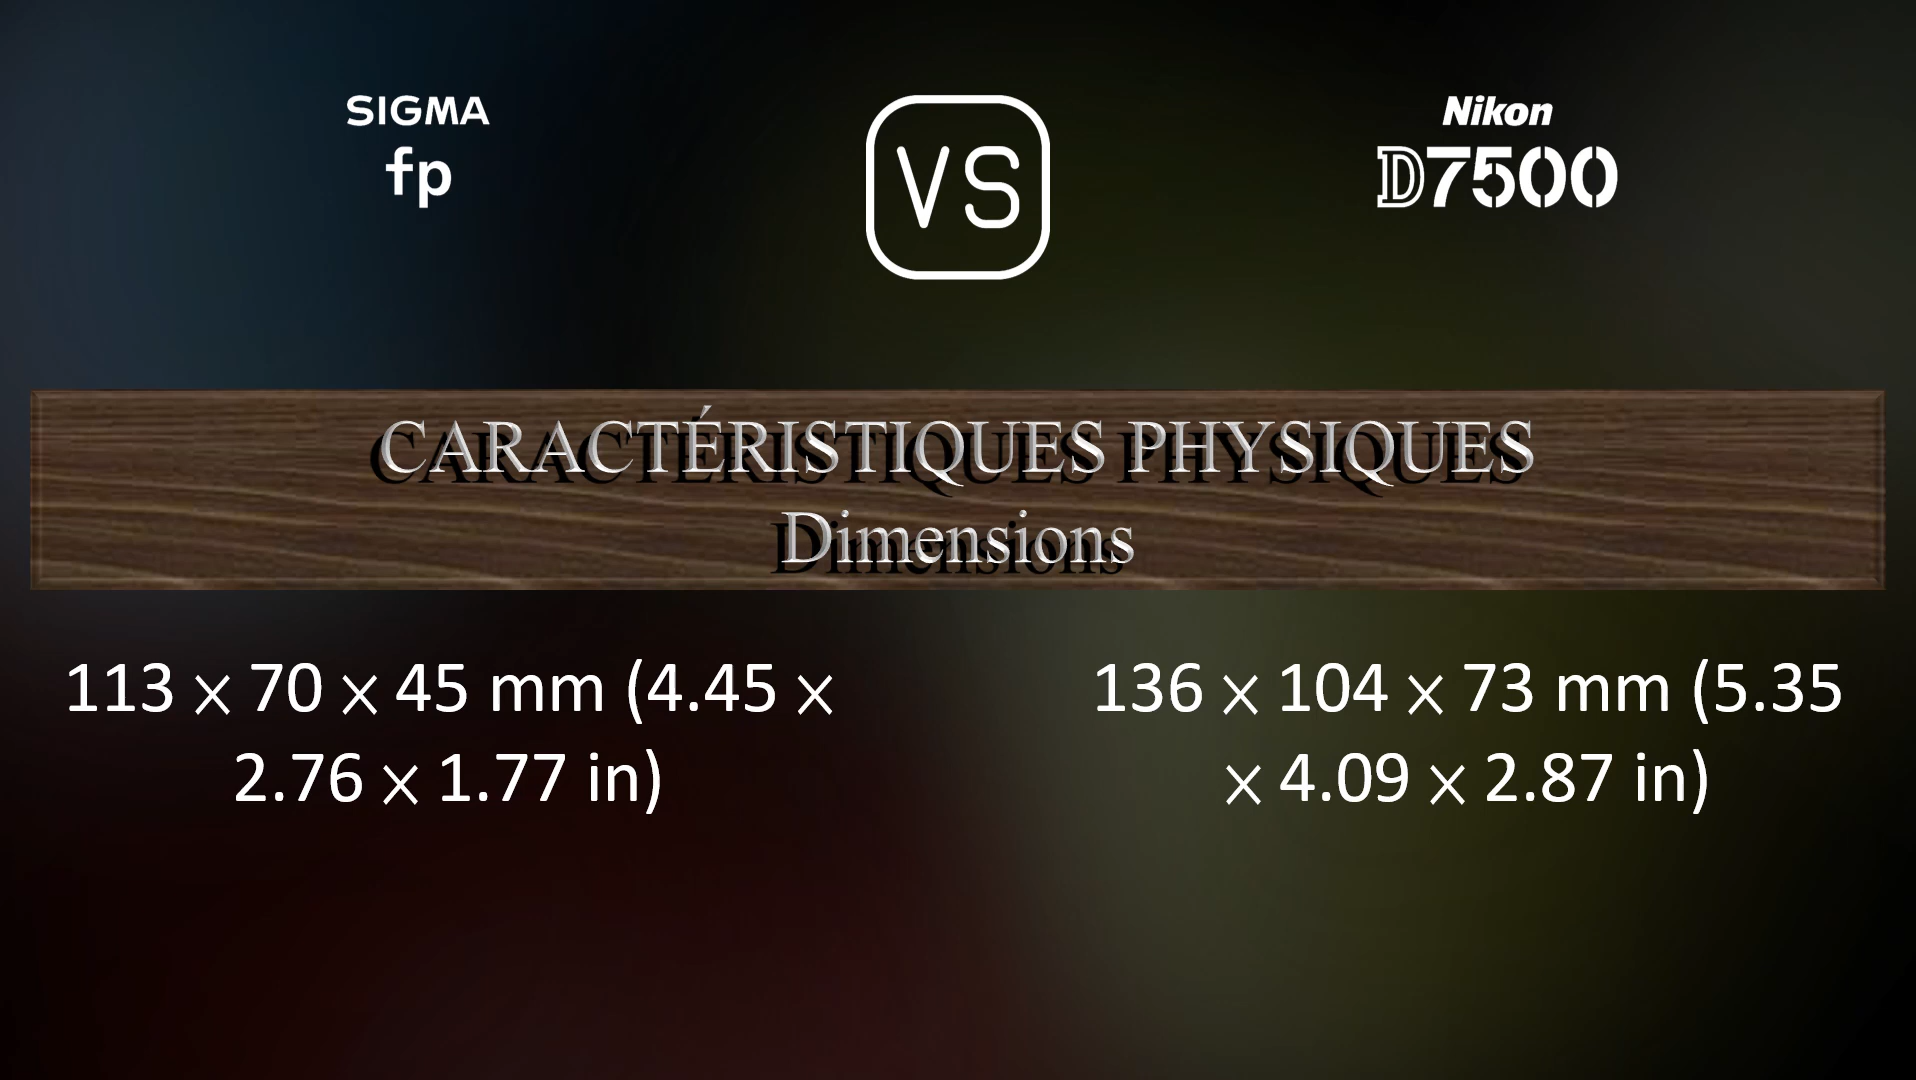 SIGMA
fp
VS
Nikon
D7500
CARACTÉRISTIQUES PHYSIQUES
Dimensions
113 x 70 x 45 mm (4.45 x
2.76 x 1.77 in)
136 x 104 x 73 mm (5.35
x 4.09 x 2.87 in)